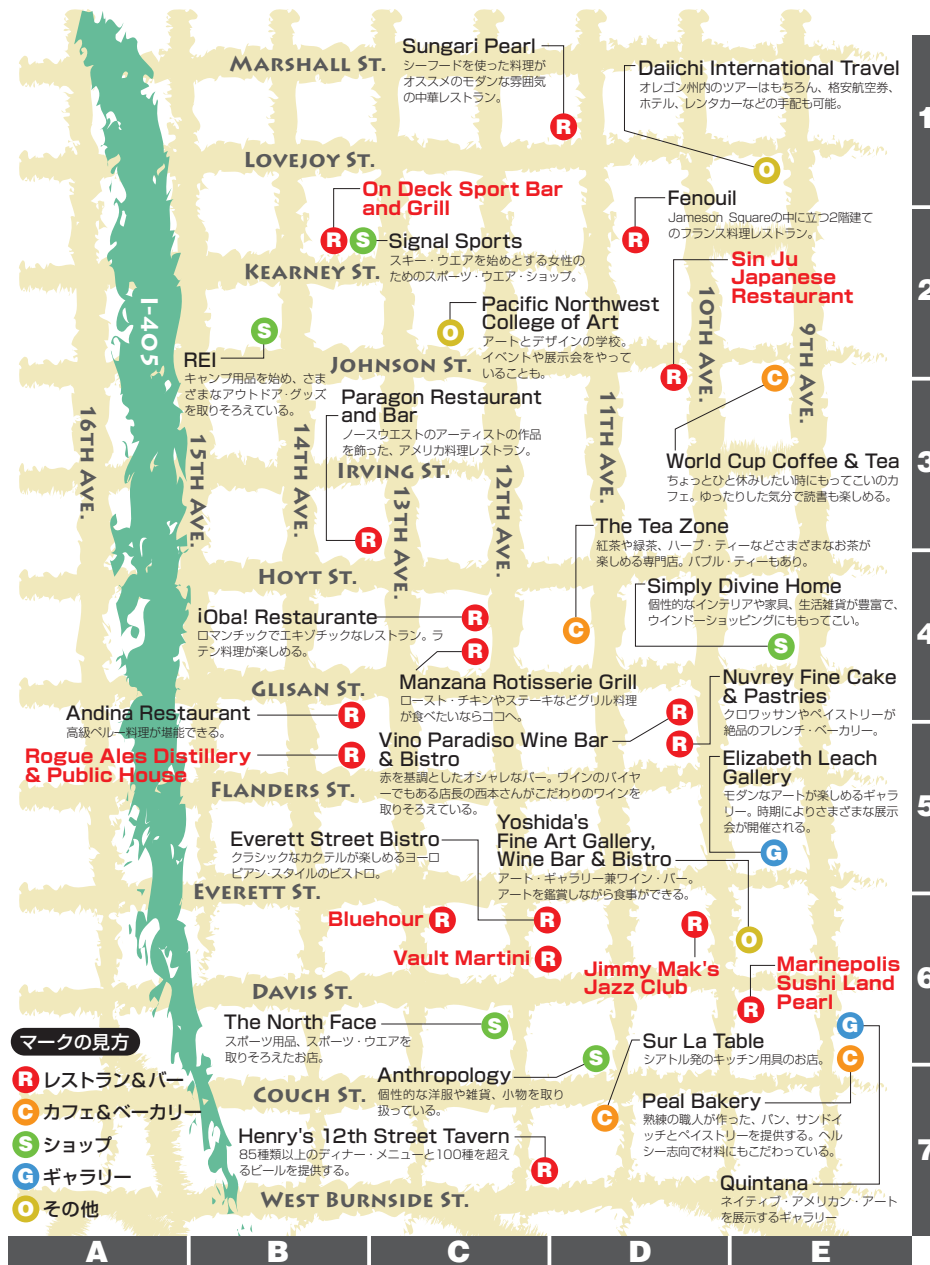 MARSHALL ST.
Sungari Pearl
シーフードを使った料理が
オススメのモダンな雰囲気
の中華レストラン。
R
Daiichi International Travel
オレゴン州内のツアーはもちろん、格安航空券、
ホテル、レンタカーなどの手配も可能。
O
1
LOVEJOY ST.
On Deck Sport Bar
and Grill
R
S
Signal Sports
スキー・ウエアを始めとする女性の
ためのスポーツ・ウエア・ショップ。
Fenouil
Jameson Squareの中に立つ2階建て
のフランス料理レストラン。
R
KEARNEY ST.
Sin Ju
Japanese
Restaurant
R
2
I-405
S
REI
キャンプ用品を始め、さま
ざまなアウトドア・グッズ
を取りそろえている。
O
Pacific Northwest
College of Art
アートとデザインの学校。
イベントや展示会をやって
いることも。
JOHNSON ST.
10TH AVE.
9TH AVE.
C
Paragon Restaurant
and Bar
ノースウエストのアーティストの作品
を飾った、アメリカ料理レストラン。
R
16TH AVE.
15TH AVE.
14TH AVE.
13TH AVE.
12TH AVE.
11TH AVE.
IRVING ST.
World Cup Coffee & Tea
ちょっとひと休みしたい時にもってこいのカ
フェ。ゆったりした気分で読書も楽しめる。
3
The Tea Zone
紅茶や緑茶、ハーブ・ティーなどさまざまなお茶が
楽しめる専門店。バブル・ティーもあり。
C
HOYT ST.
Simply Divine Home
個性的なインテリアや家具、生活雑貨が豊富で、
ウインドーショッピングにももってこい。
S
4
iOba! Restaurante
ロマンチックでエキゾチックなレストラン。ラ
テン料理が楽しめる。
R
R
Manzana Rotisserie Grill
ロースト・チキンやステーキなどグリル料理
が食べたいならココへ。
GLISAN ST.
Nuvrey Fine Cake
& Pastries
クロワッサンやペイストリーが
絶品のフレンチ・ベーカリー。
R
Andina Restaurant
高級ペルー料理が堪能できる。
R
Rogue Ales Distillery
& Public House
R
Vino Paradiso Wine Bar
& Bistro
赤を基調としたオシャレなバー。ワインのバイヤ
ーでもある店長の西本さんがこだわりのワインを
取りそろえている。
R
FLANDERS ST.
Elizabeth Leach
Gallery
モダンなアートが楽しめるギャラ
リー。時期によりさまざまな展示
会が開催される。
G
5
Everett Street Bistro
クラシックなカクテルが楽しめるヨーロ
ピアン・スタイルのビストロ。
R
Yoshida's
Fine Art Gallery,
Wine Bar & Bistro
アート・ギャラリー兼ワイン・バー。
アートを鑑賞しながら食事ができる。
O
EVERETT ST.
Bluehour
R
Vault Martini
R
R
Jimmy Mak's
Jazz Club
Marinepolis
Sushi Land
Pearl
R
6
DAVIS ST.
The North Face
スポーツ用品、スポーツ・ウエアを
取りそろえたお店。
S
Anthropology
個性的な洋服や雑貨、小物を取り
扱っている。
S
Sur La Table
シアトル発のキッチン用具のお店。
C
G
C
COUCH ST.
Peal Bakery
熟練の職人が作った、パン、サンドイ
ッチとペイストリーを提供する。ヘル
シー志向で材料にもこだわっている。
Henry's 12th Street Tavern
85種類以上のディナー・メニューと100種を超え
るビールを提供する。
R
7
Quintana
ネイティブ・アメリカン・アート
を展示するギャラリー
WEST BURNSIDE ST.
マークの見方
R レストラン&バー
C カフェ&ベーカリー
S ショップ
G ギャラリー
O その他
A B C D E